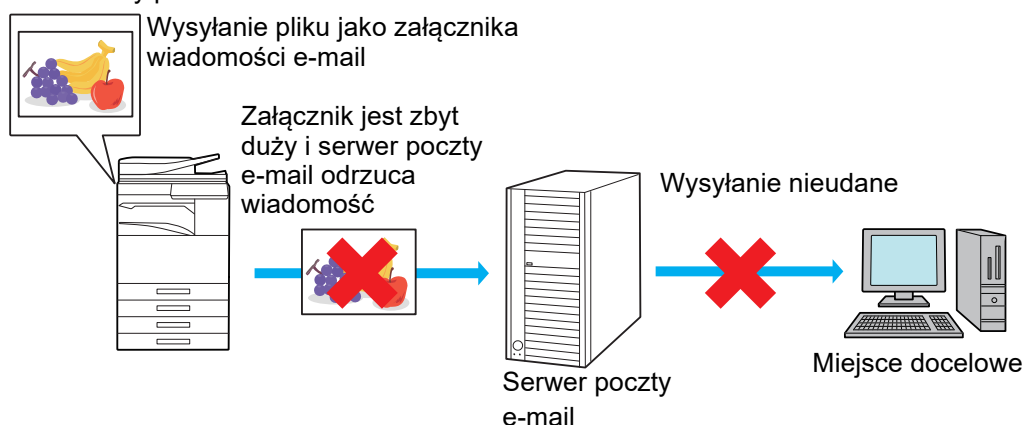 Wysyłanie pliku jako załącznika
wiadomości e-mail
Załącznik jest zbyt
duży i serwer poczty
e-mail odrzuca
wiadomość
Wysyłanie nieudane
Serwer poczty
e-mail
Miejsce docelowe